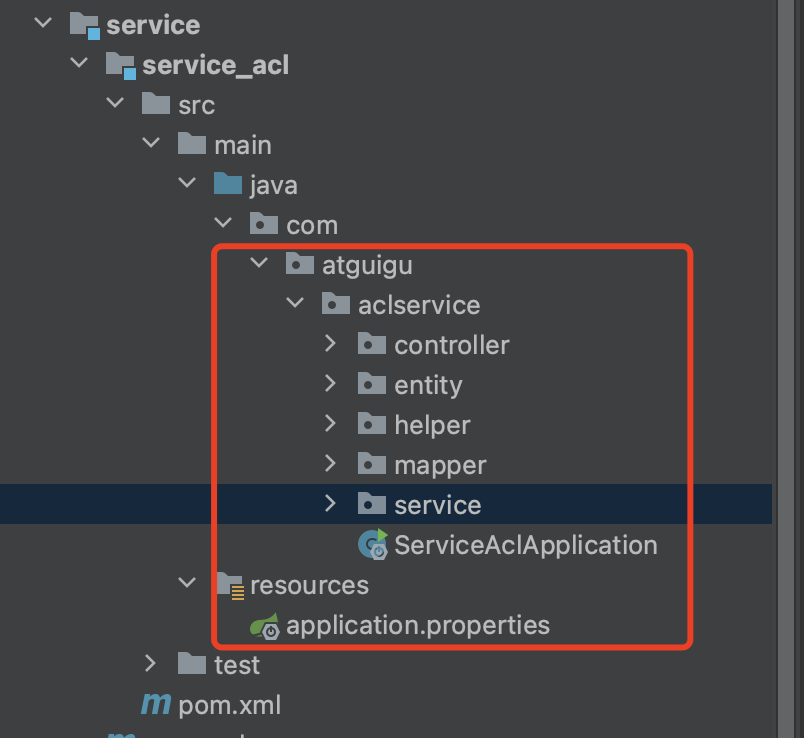 service
service_acl
src
main
java
com
atguigu
aclservice
controller
entity
helper
mapper
service
ServiceAclApplication
resources
application.properties
test
m pom.xml